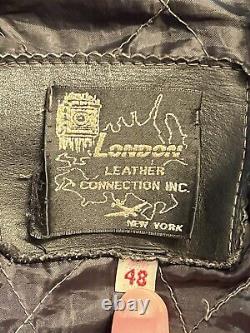 LONDON
LEATHER
CONNECTION INC.
NEW YORK
48